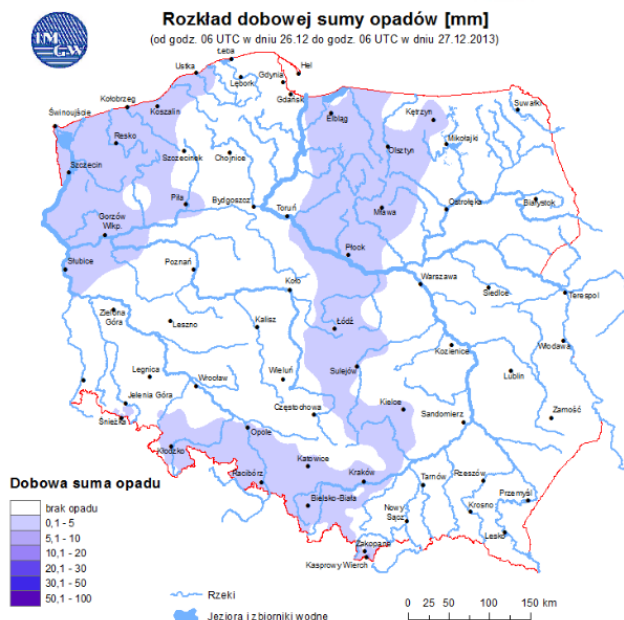 Rozkład dobowej sumy opadów [mm]
(od godz. 06 UTC w dniu 26.12 do godz. 06 UTC w dniu 27.12.2013)
IM
GW
Łeba
Hel
Ustka
Gdynia
Lębork
Gdańsk
Kołobrzeg
Koszalin
Suwałki
Świnoujście
Elbląg
Kętrzyn
Resko
Mikołajki
Szczecinek
Chojnice
Olsztyn
Szczecin
Piła
Bydgoszcz
Toruń
Mława
Ostrołęka
Białystok
Gorzów
Wkp.
Płock
Słubice
Poznań
Warszawa
Koło
Siedlce
Terespol
Zielona
Góra
Leszno
Kalisz
Łódź
Kozienice
Włodawa
Legnica
Wrocław
Wieluń
Sulejów
Lublin
Jelenia Góra
Śnieżka
Częstochowa
Kielce
Sandomierz
Zamość
Opole
Kłodzko
Katowice
Racibórz
Kraków
Tarnów
Rzeszów
Przemyśl
Bielsko-Biała
Nowy
Sącz
Krosno
Lesko
Zakopane
Kasprowy Wierch
Dobowa suma opadu
brak opadu
0,1 - 5
5,1 - 10
10,1 - 20
20,1 - 30
30,1 - 50
50,1 - 100
Rzeki
Jeziora i zbiorniki wodne
0 25 50 100 150 km